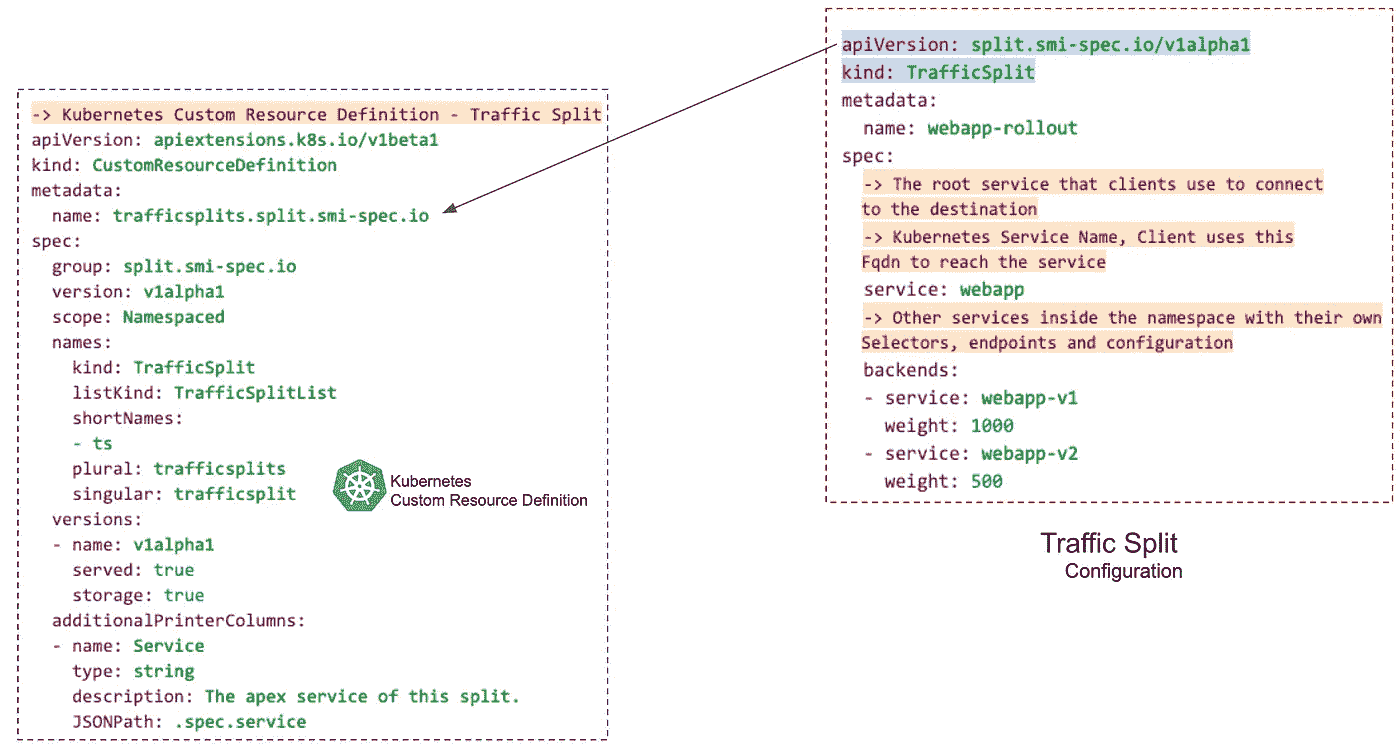 -> Kubernetes Custom Resource Definition - Traffic Split
apiVersion: apiextensions.k8s.io/v1beta1
kind: CustomResourceDefinition
metadata:
  name: trafficsplits.split.smi-spec.io
spec:
  group: split.smi-spec.io
  version: v1alpha1
  scope: Namespaced
  names:
    kind: TrafficSplit
    listKind: TrafficSplitList
    shortNames:
    - ts
    plural: trafficsplits
    singular: trafficsplit
  versions:
  - name: v1alpha1
    served: true
    storage: true
  additionalPrinterColumns:
  - name: Service
    type: string
    description: The apex service of this split.
    JSONPath: .spec.service
Kubernetes
Custom Resource Definition
apiVersion: split.smi-spec.io/v1alpha1
kind: TrafficSplit
metadata:
  name: webapp-rollout
spec:
  -> The root service that clients use to connect
  to the destination
  -> Kubernetes Service Name, Client uses this
  Fqdn to reach the service
  service: webapp
  -> Other services inside the namespace with their own
  Selectors, endpoints and configuration
  backends:
  - service: webapp-v1
    weight: 1000
  - service: webapp-v2
    weight: 500
Traffic Split
Configuration